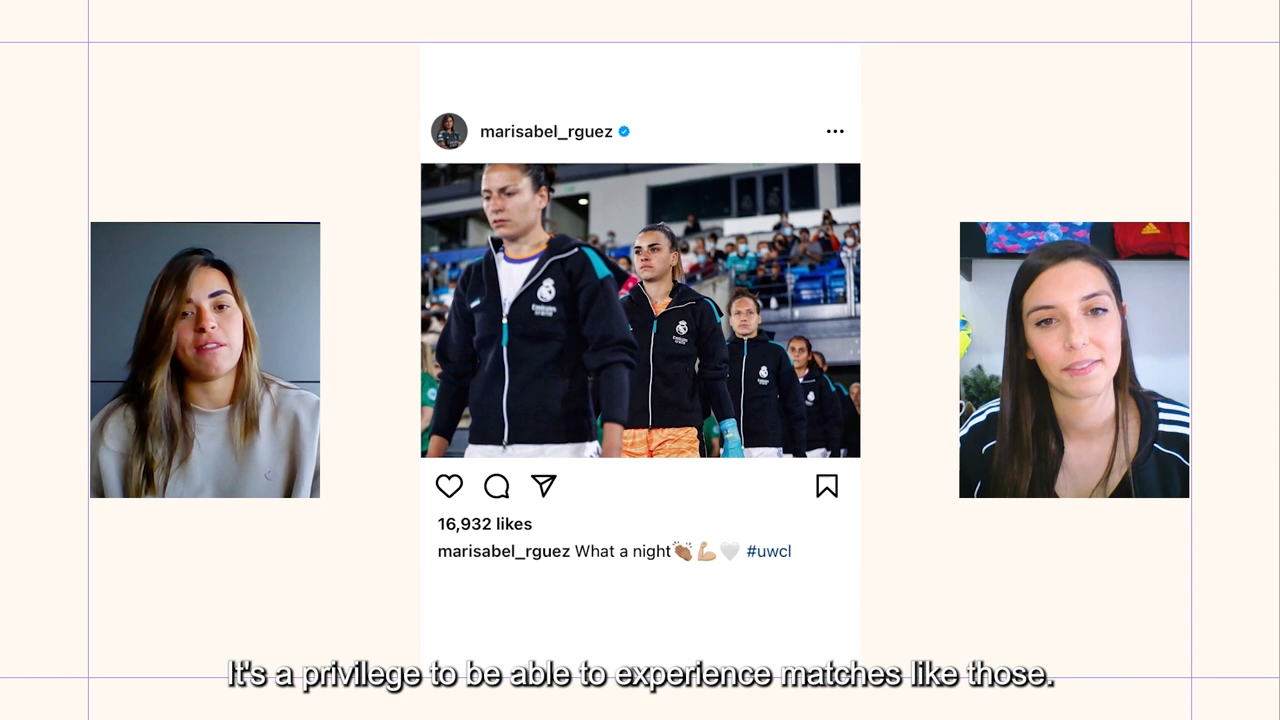 marisabel_rguez
16,932 likes
marisabel_rguez What a night👏🏽💪🏼🤍 #uwcl
It's a privilege to be able to experience matches like those.